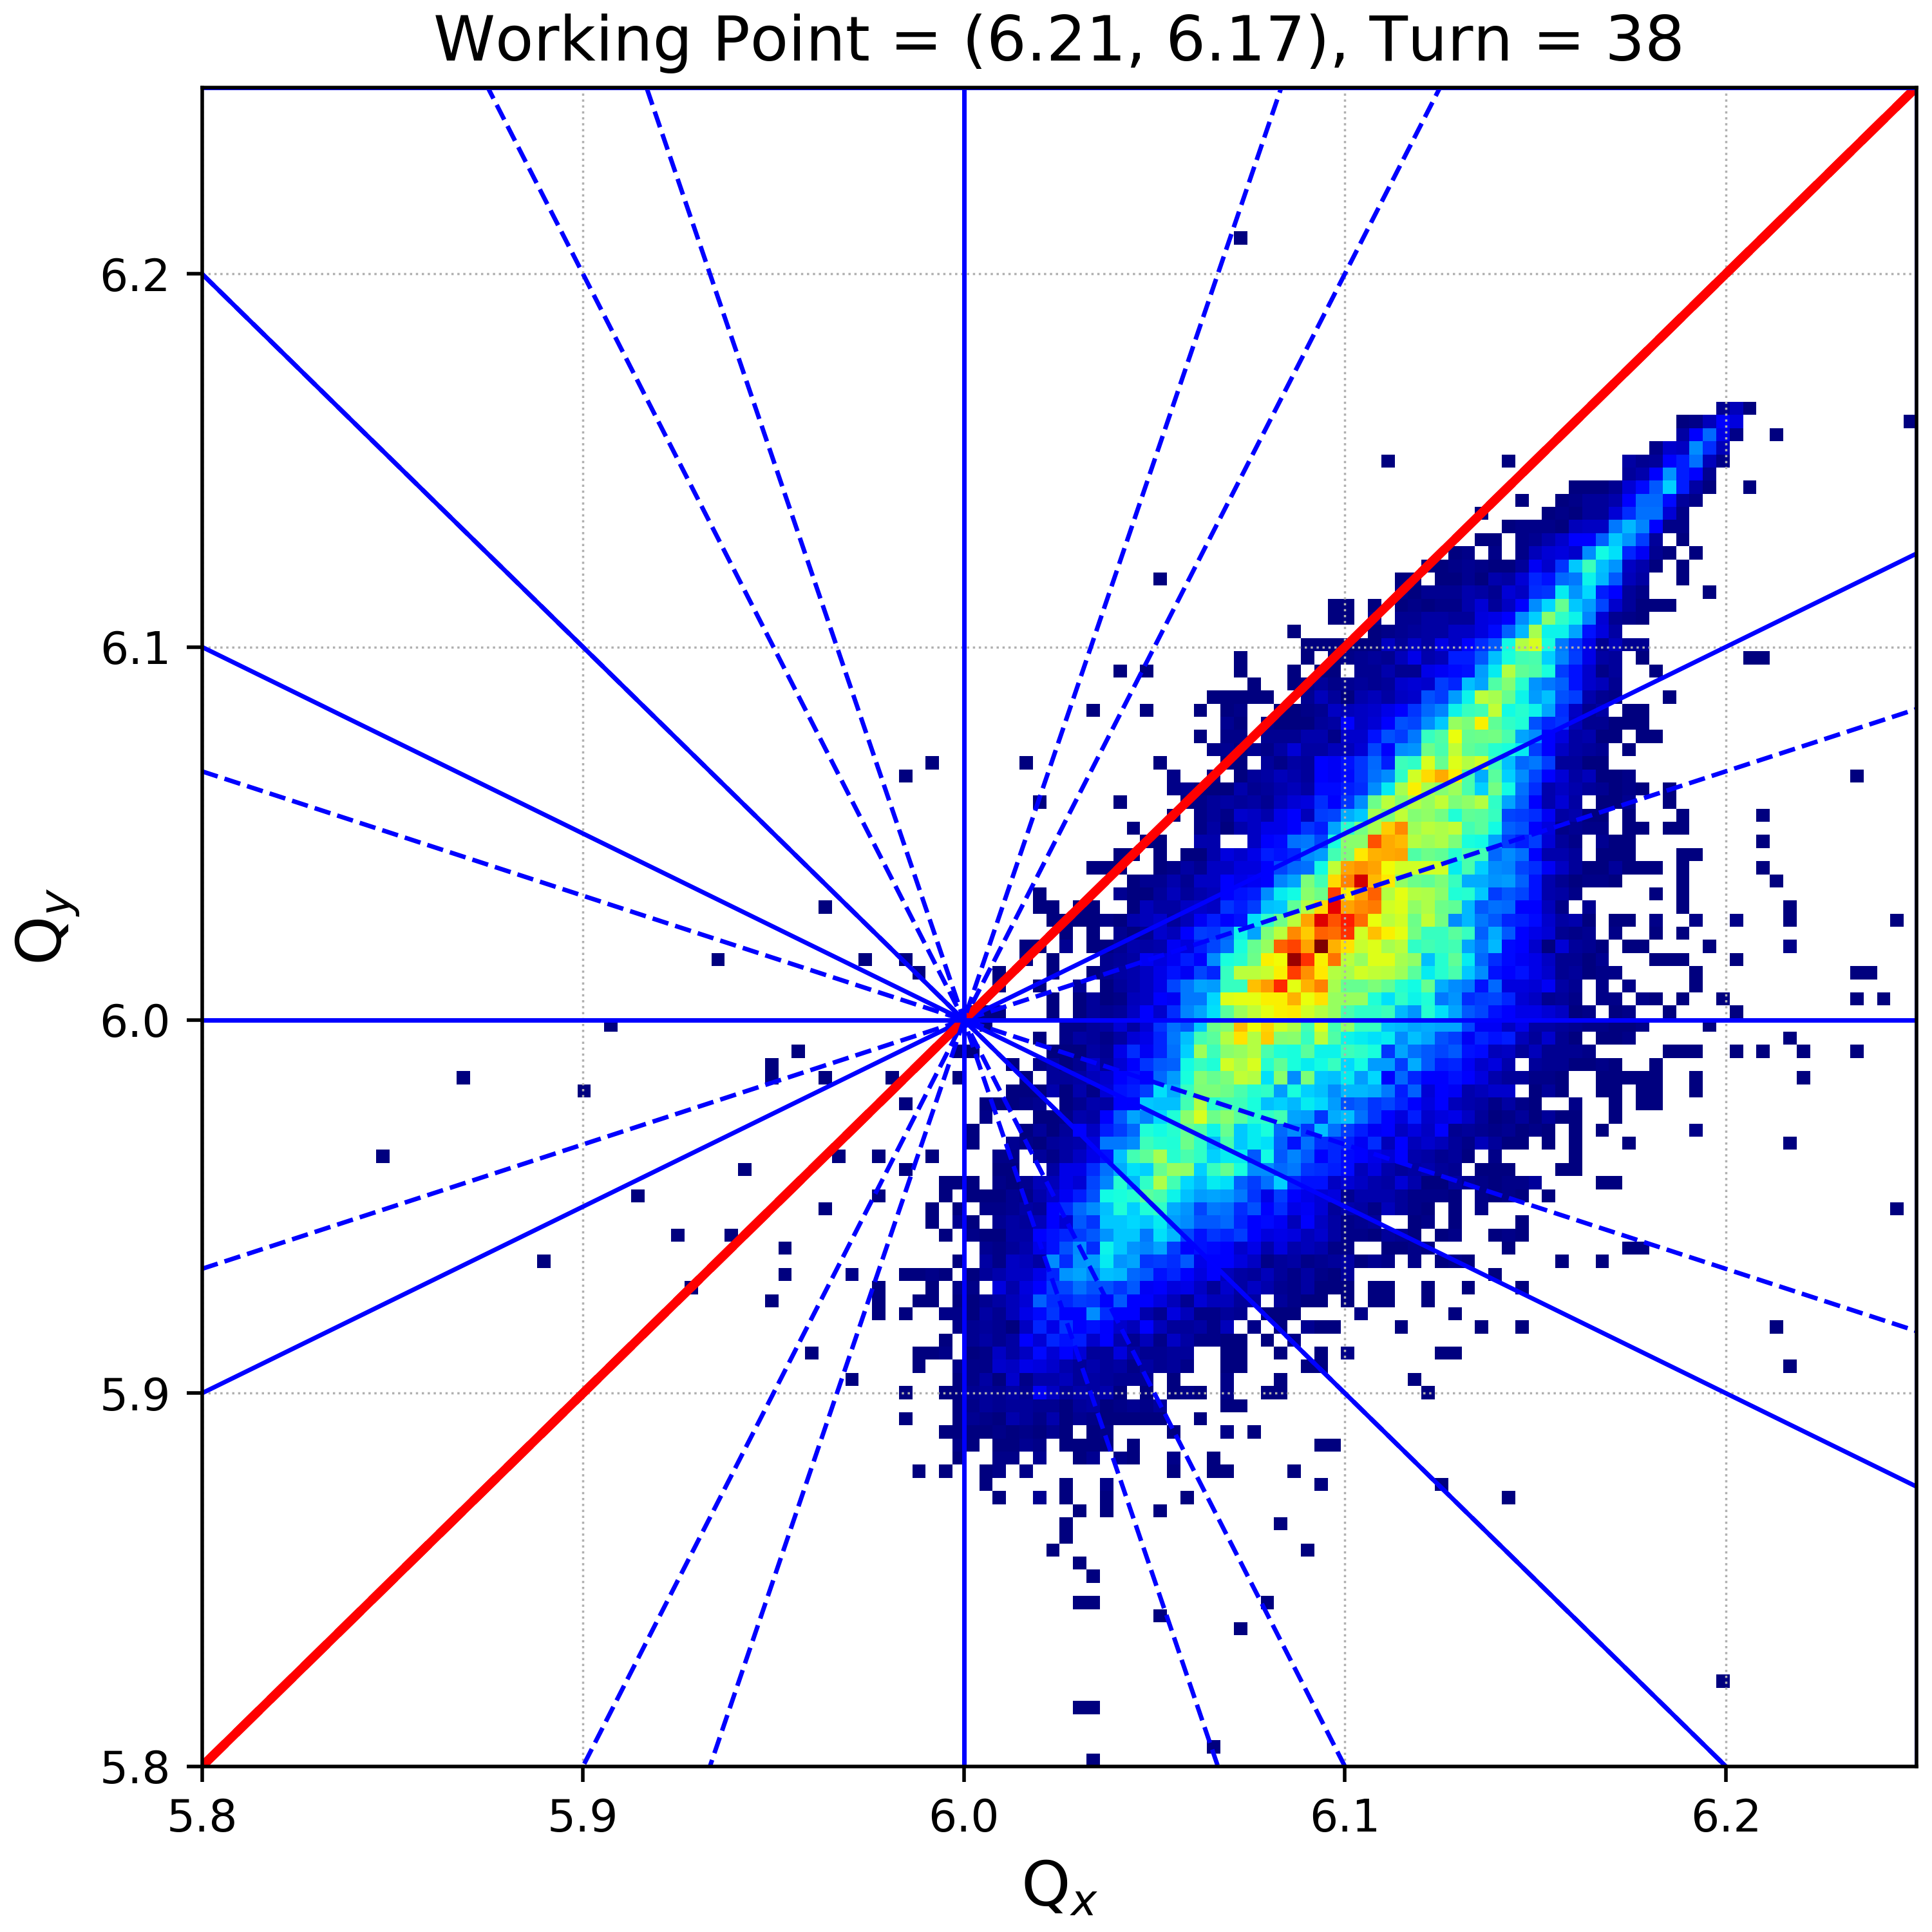 Working Point = (6.21, 6.17), Turn = 38
6.2
6.1
6.0
5.9
5.8
Qy
5.8 5.9 6.0 6.1 6.2
Qx